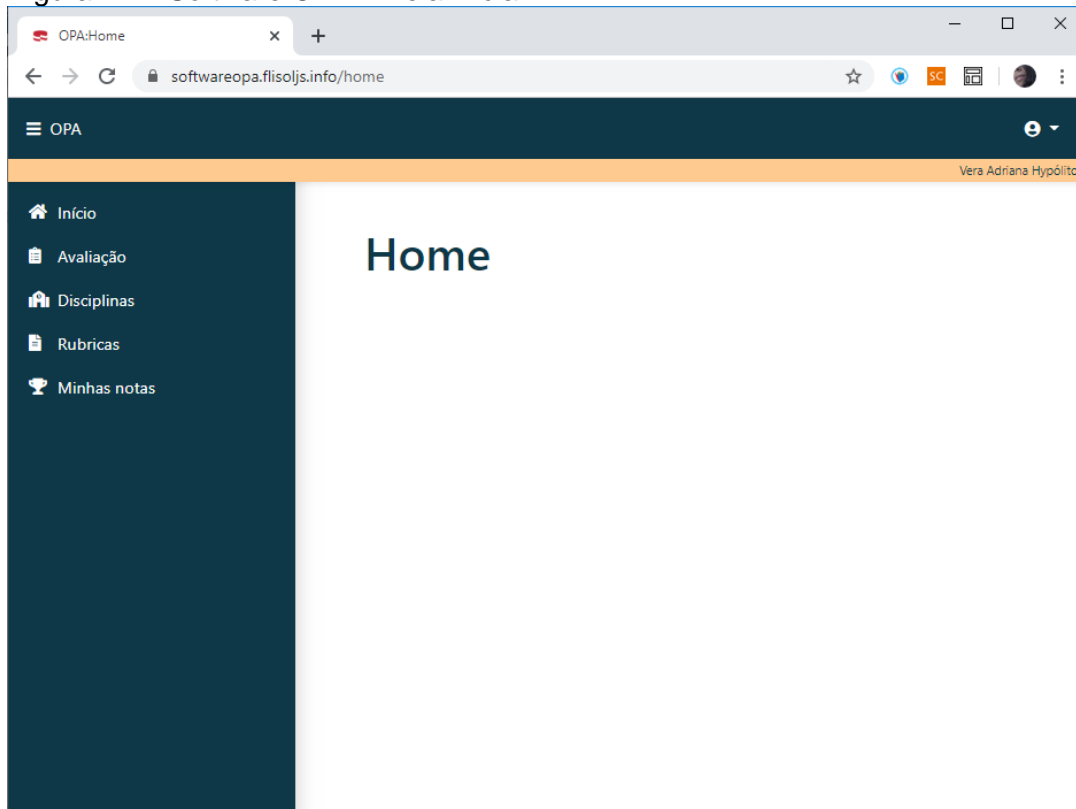 OPA:Home
softwareopa.flisoljs.info/home
SC
OPA
Vera Adriana Hypólito
Início
Home
Avaliação
Disciplinas
Rubricas
Minhas notas